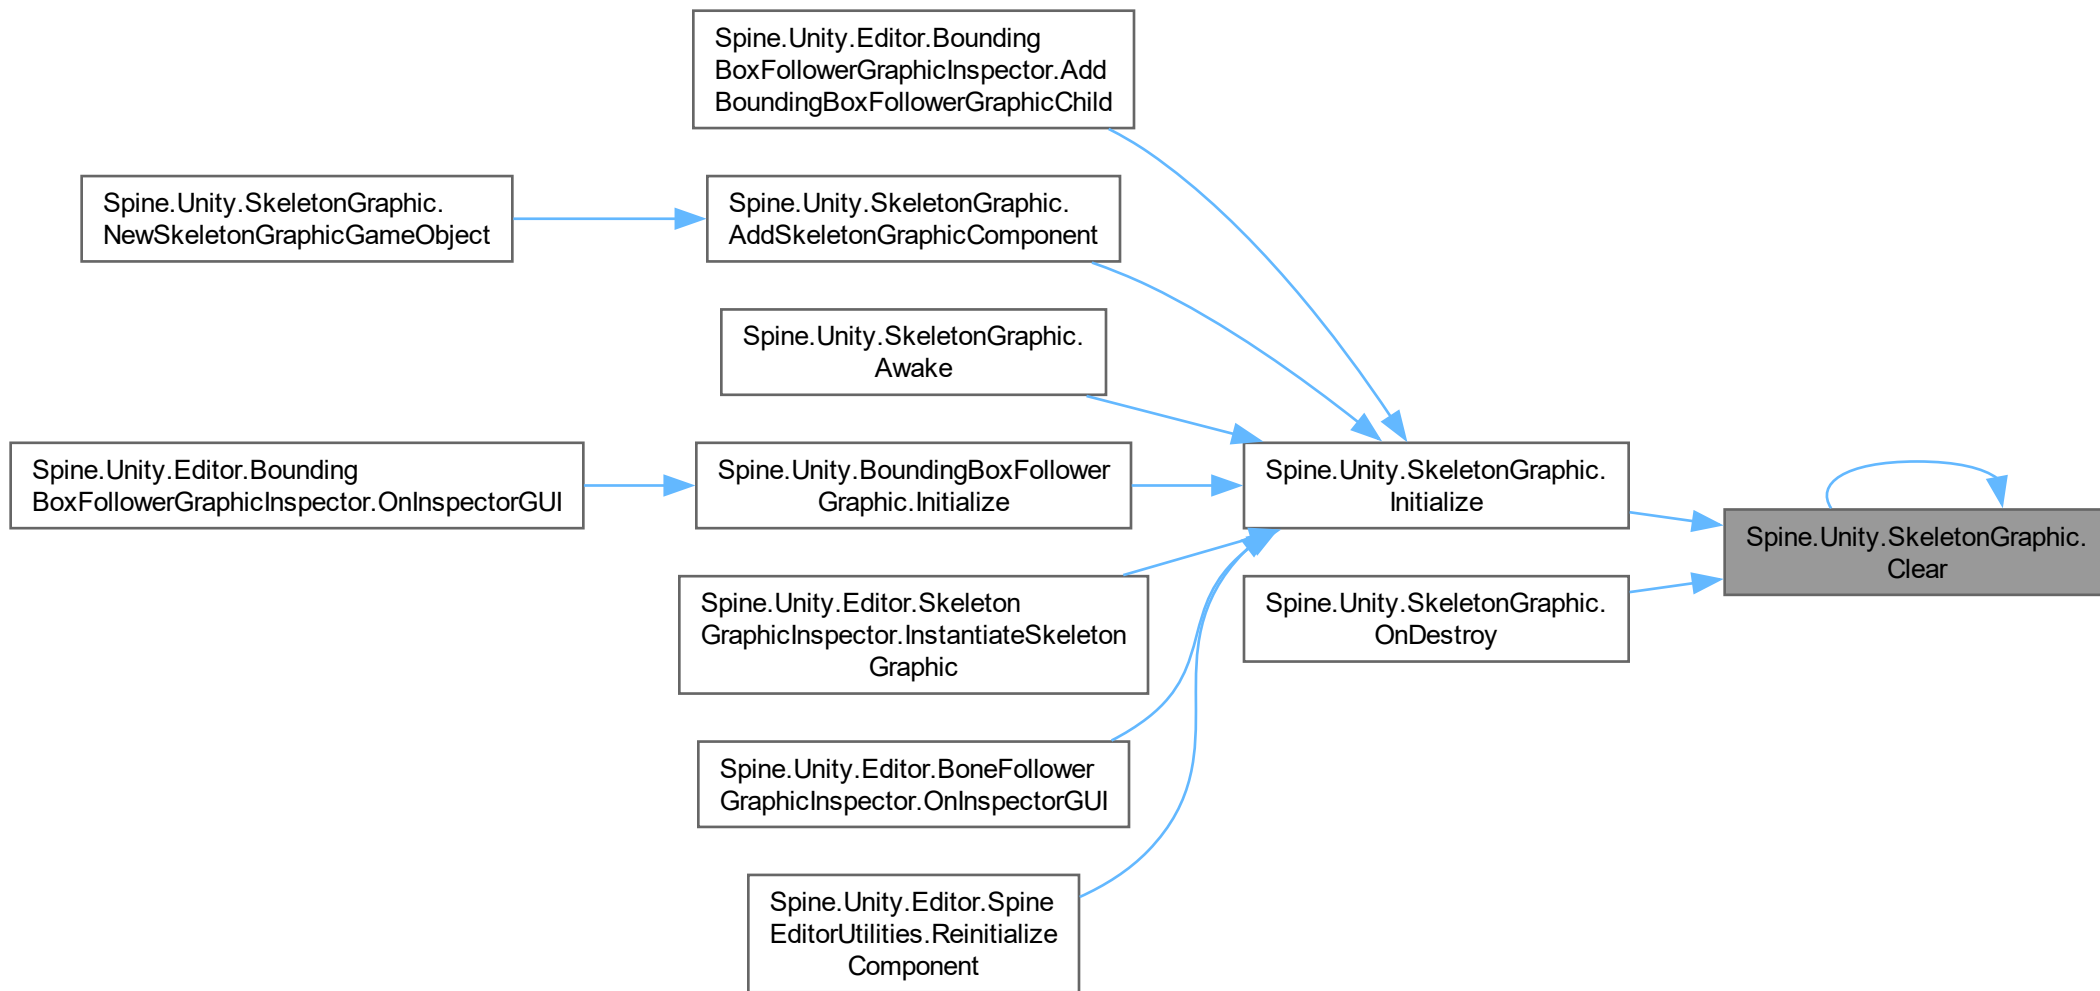 Spine.Unity.Editor.Bounding
BoxFollowerGraphicInspector.Add
BoundingBoxFollowerGraphicChild
Spine.Unity.SkeletonGraphic.
NewSkeletonGraphicGameObject
Spine.Unity.SkeletonGraphic.
AddSkeletonGraphicComponent
Spine.Unity.SkeletonGraphic.
Awake
Spine.Unity.Editor.Bounding
BoxFollowerGraphicInspector.OnInspectorGUI
Spine.Unity.BoundingBoxFollower
Graphic.Initialize
Spine.Unity.SkeletonGraphic.
Initialize
Spine.Unity.SkeletonGraphic.
Clear
Spine.Unity.Editor.Skeleton
GraphicInspector.InstantiateSkeleton
Graphic
Spine.Unity.SkeletonGraphic.
OnDestroy
Spine.Unity.Editor.BoneFollower
GraphicInspector.OnInspectorGUI
Spine.Unity.Editor.Spine
EditorUtilities.Reinitialize
Component